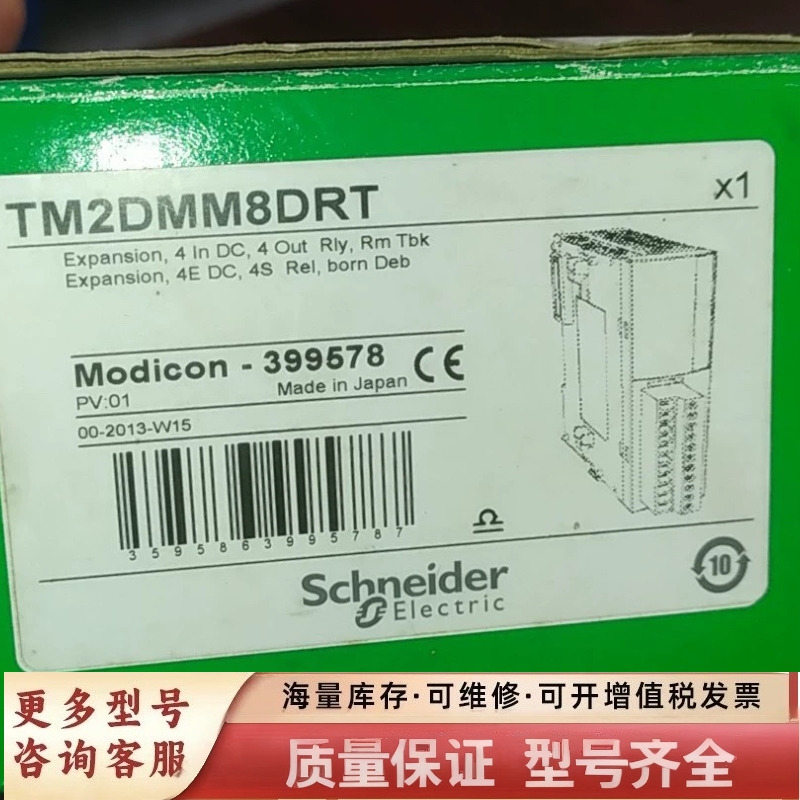 TM2DMM8DRT
x1
Expansion, 4 In DC, 4 Out Rly, Rm Tbk
Expansion, 4E DC, 4S Rel, born Deb
Modicon - 399578
CE
PV:01
Made in Japan
00-2013-W15
3595863995787
Schneider
Electric
10
更多型号
咨询客服
海量库存·可维修·可开增值税发票
质量保证 型号齐全